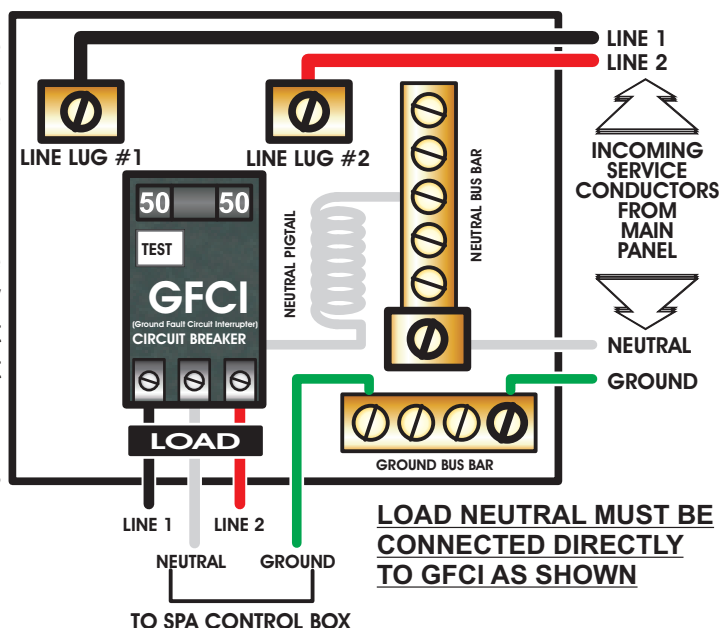 LINE 1
LINE 2
LINE LUG #1
LINE LUG #2
INCOMING
SERVICE
CONDUCTORS
FROM
MAIN
PANEL
50 50
TEST
GFCI
(Ground Fault Circuit Interrupter)
CIRCUIT BREAKER
NEUTRAL PIGTAIL
NEUTRAL BUS BAR
NEUTRAL
GROUND
LOAD
GROUND BUS BAR
LINE 1
LINE 2
NEUTRAL
GROUND
TO SPA CONTROL BOX
LOAD NEUTRAL MUST BE
CONNECTED DIRECTLY
TO GFCI AS SHOWN